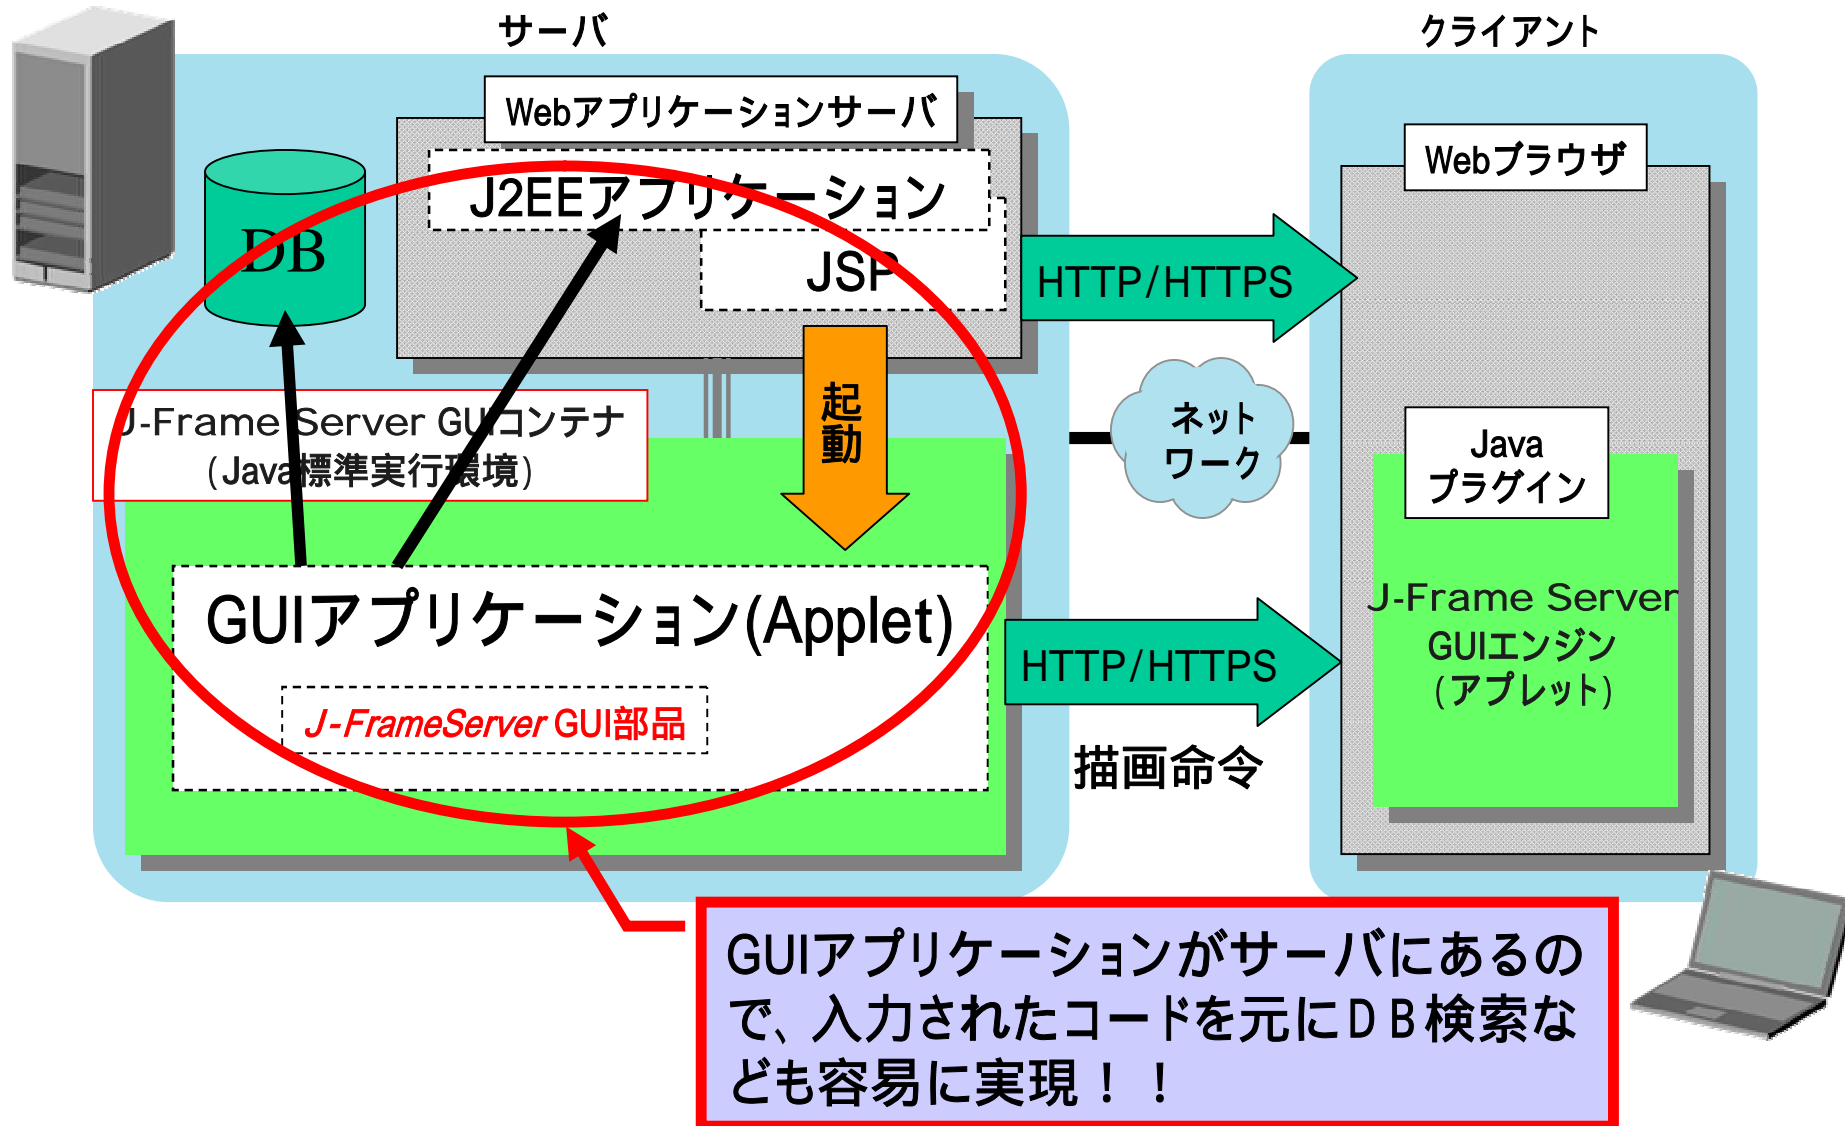 サーバ
クライアント
Webアプリケーションサーバ
J2EEアプリケーション
JSP
DB
HTTP/HTTPS
Webブラウザ
起
動
J-Frame Server GUIコンテナ
(Java標準実行環境)
ネット
ワーク
Java
プラグイン
GUIアプリケーション(Applet)
J-FrameServer GUI部品
HTTP/HTTPS
描画命令
J-Frame Server
GUIエンジン
(アプレット)
GUIアプリケーションがサーバにあるの
で、入力されたコードを元にＤＢ検索な
ども容易に実現！！